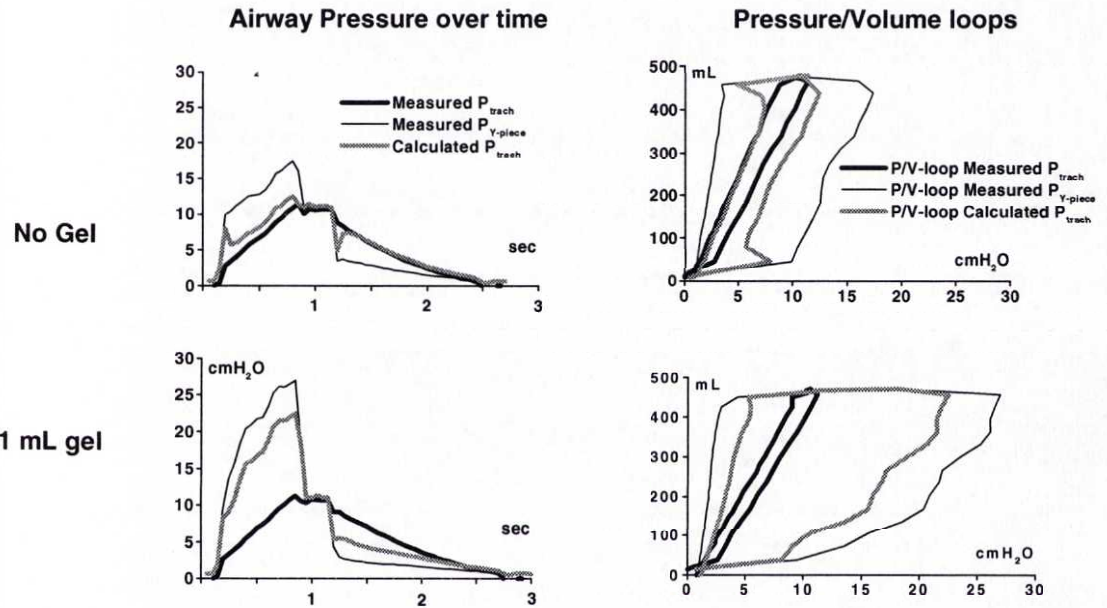 Airway Pressure over time
Pressure/Volume loops
30
25
20
15
10
5
0
Measured Ptrach
Measured PY-piece
Calculated Ptrach
sec
1
2
3
No Gel
500
400
300
200
100
0
mL
P/V-loop Measured Ptrach
P/V-loop Measured PY-piece
P/V-loop Calculated Ptrach
cmH2O
0
5
10
15
20
25
30
1 mL gel
30
25
20
15
10
5
0
cmH2O
sec
1
2
3
500
400
300
200
100
0
mL
cmH2O
0
5
10
15
20
25
30